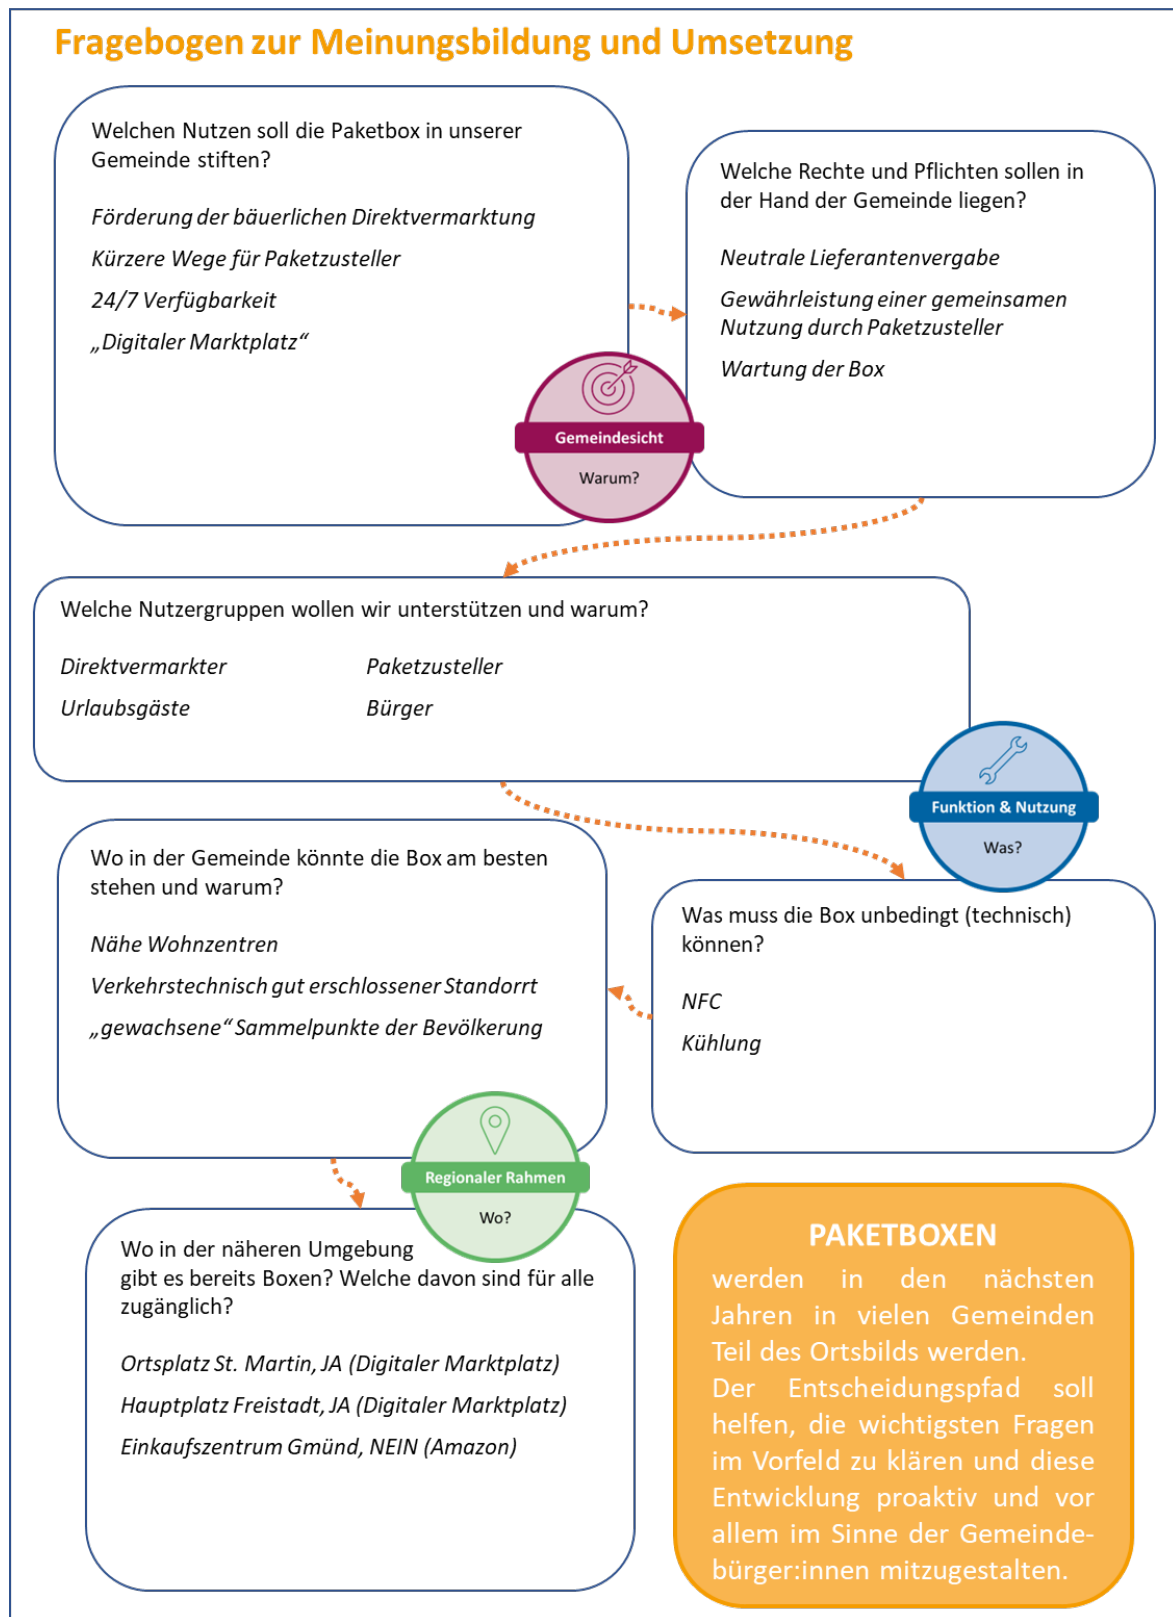 Fragebogen zur Meinungsbildung und Umsetzung
Welchen Nutzen soll die Paketbox in unserer
Gemeinde stiften?
Förderung der bäuerlichen Direktvermarktung
Kürzere Wege für Paketzusteller
24/7 Verfügbarkeit
„Digitaler Marktplatz“
Gemeindesicht
Warum?
Welche Rechte und Pflichten sollen in
der Hand der Gemeinde liegen?
Neutrale Lieferantenvergabe
Gewährleistung einer gemeinsamen
Nutzung durch Paketzusteller
Wartung der Box
Welche Nutzergruppen wollen wir unterstützen und warum?
Direktvermarkter
Paketzusteller
Urlaubsgäste
Bürger
Funktion & Nutzung
Was?
Was muss die Box unbedingt (technisch)
können?
NFC
Kühlung
Wo in der Gemeinde könnte die Box am besten
stehen und warum?
Nähe Wohnzentren
Verkehrstechnisch gut erschlossener Standorrt
„gewachsene“ Sammelpunkte der Bevölkerung
Regionaler Rahmen
Wo?
Wo in der näheren Umgebung
gibt es bereits Boxen? Welche davon sind für alle
zugänglich?
Ortsplatz St. Martin, JA (Digitaler Marktplatz)
Hauptplatz Freistadt, JA (Digitaler Marktplatz)
Einkaufszentrum Gmünd, NEIN (Amazon)
PAKETBOXEN
werden in den nächsten
Jahren in vielen Gemeinden
Teil des Ortsbilds werden.
Der Entscheidungspfad soll
helfen, die wichtigsten Fragen
im Vorfeld zu klären und diese
Entwicklung proaktiv und vor
allem im Sinne der Gemeinde-
bürger:innen mitzugestalten.